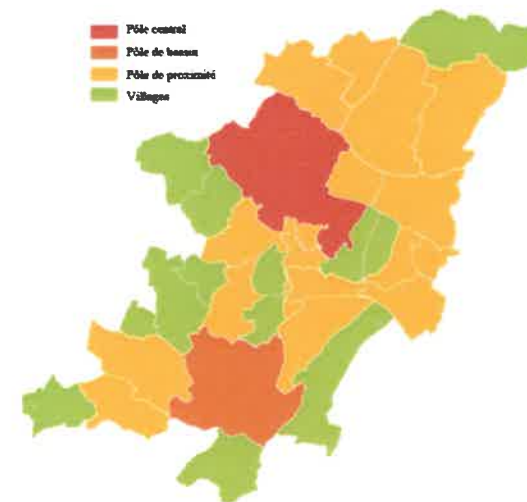 Pôle central
Pôle de bassin
Pôle de proximité
Villages